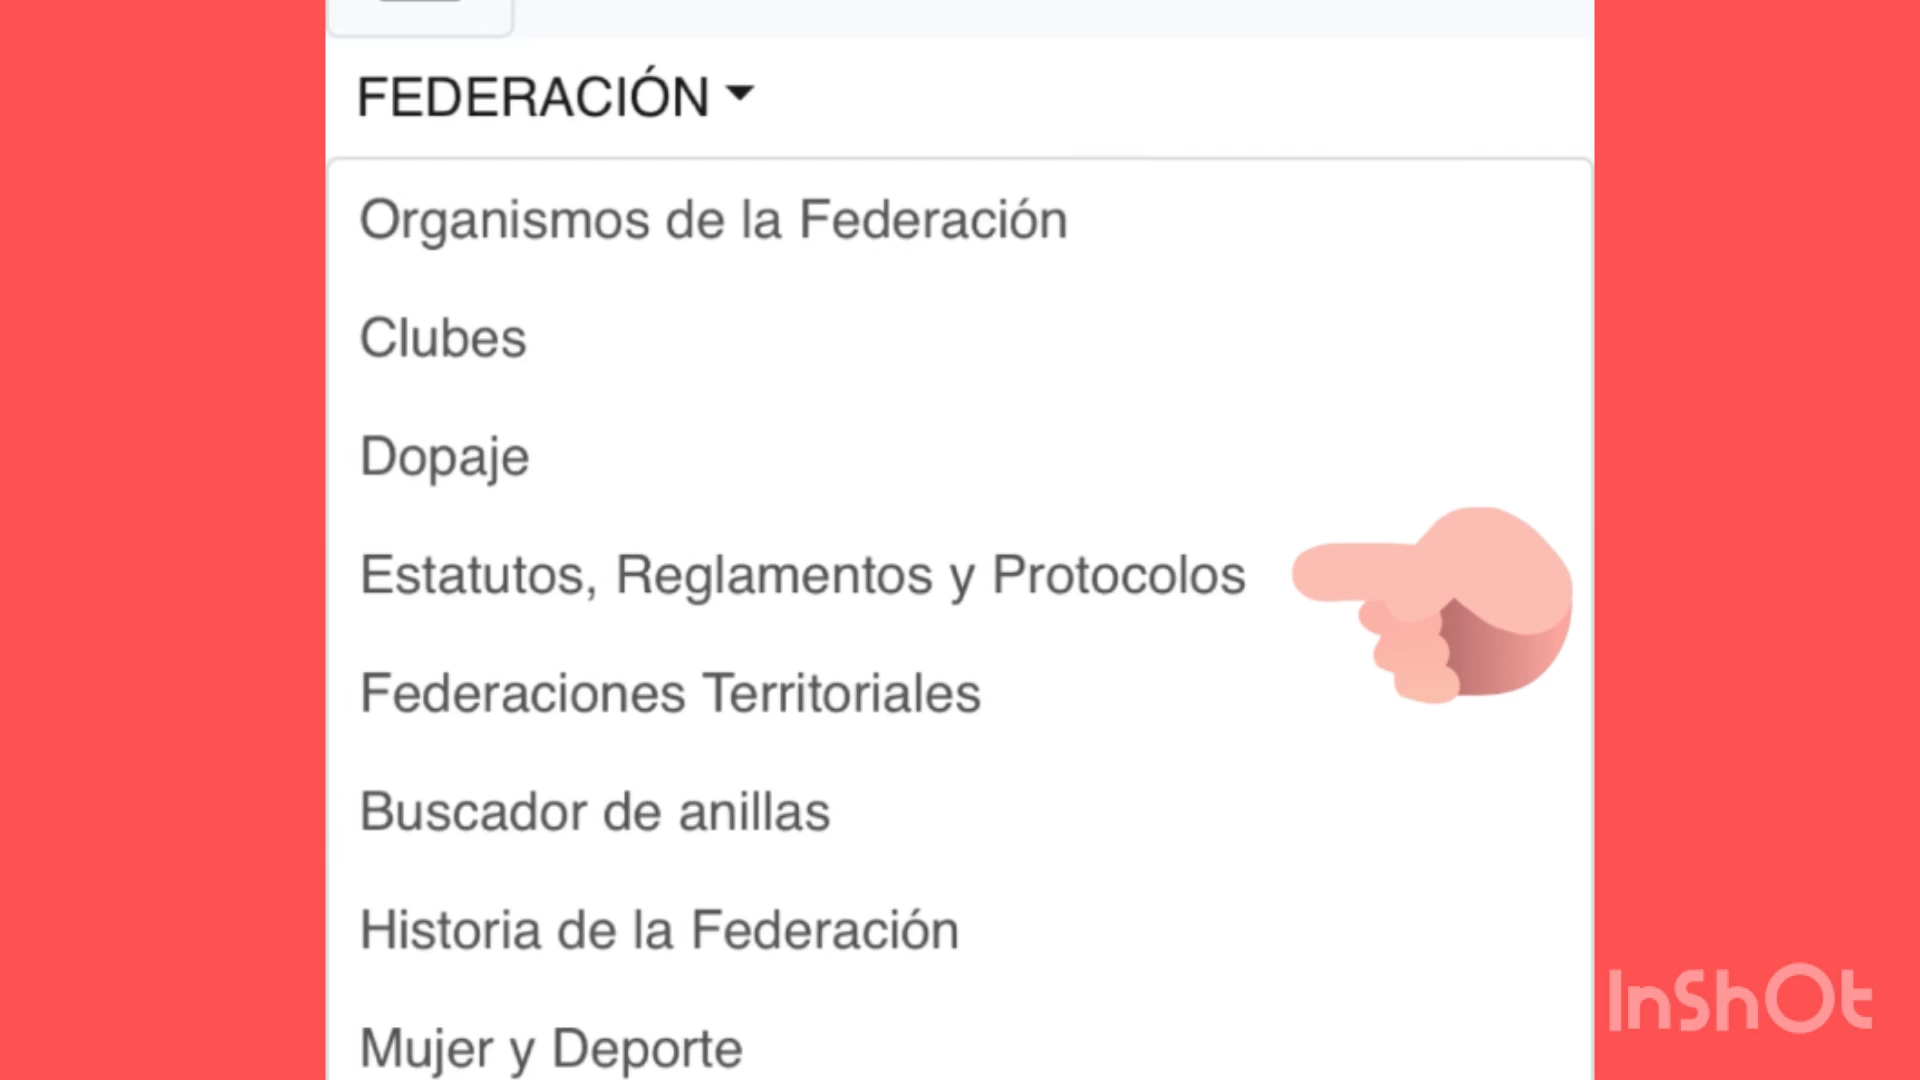 FEDERACIÓN
Organismos de la Federación
Clubes
Dopaje
Estatutos, Reglamentos y Protocolos
Federaciones Territoriales
Buscador de anillas
Historia de la Federación
Mujer y Deporte
InShOt